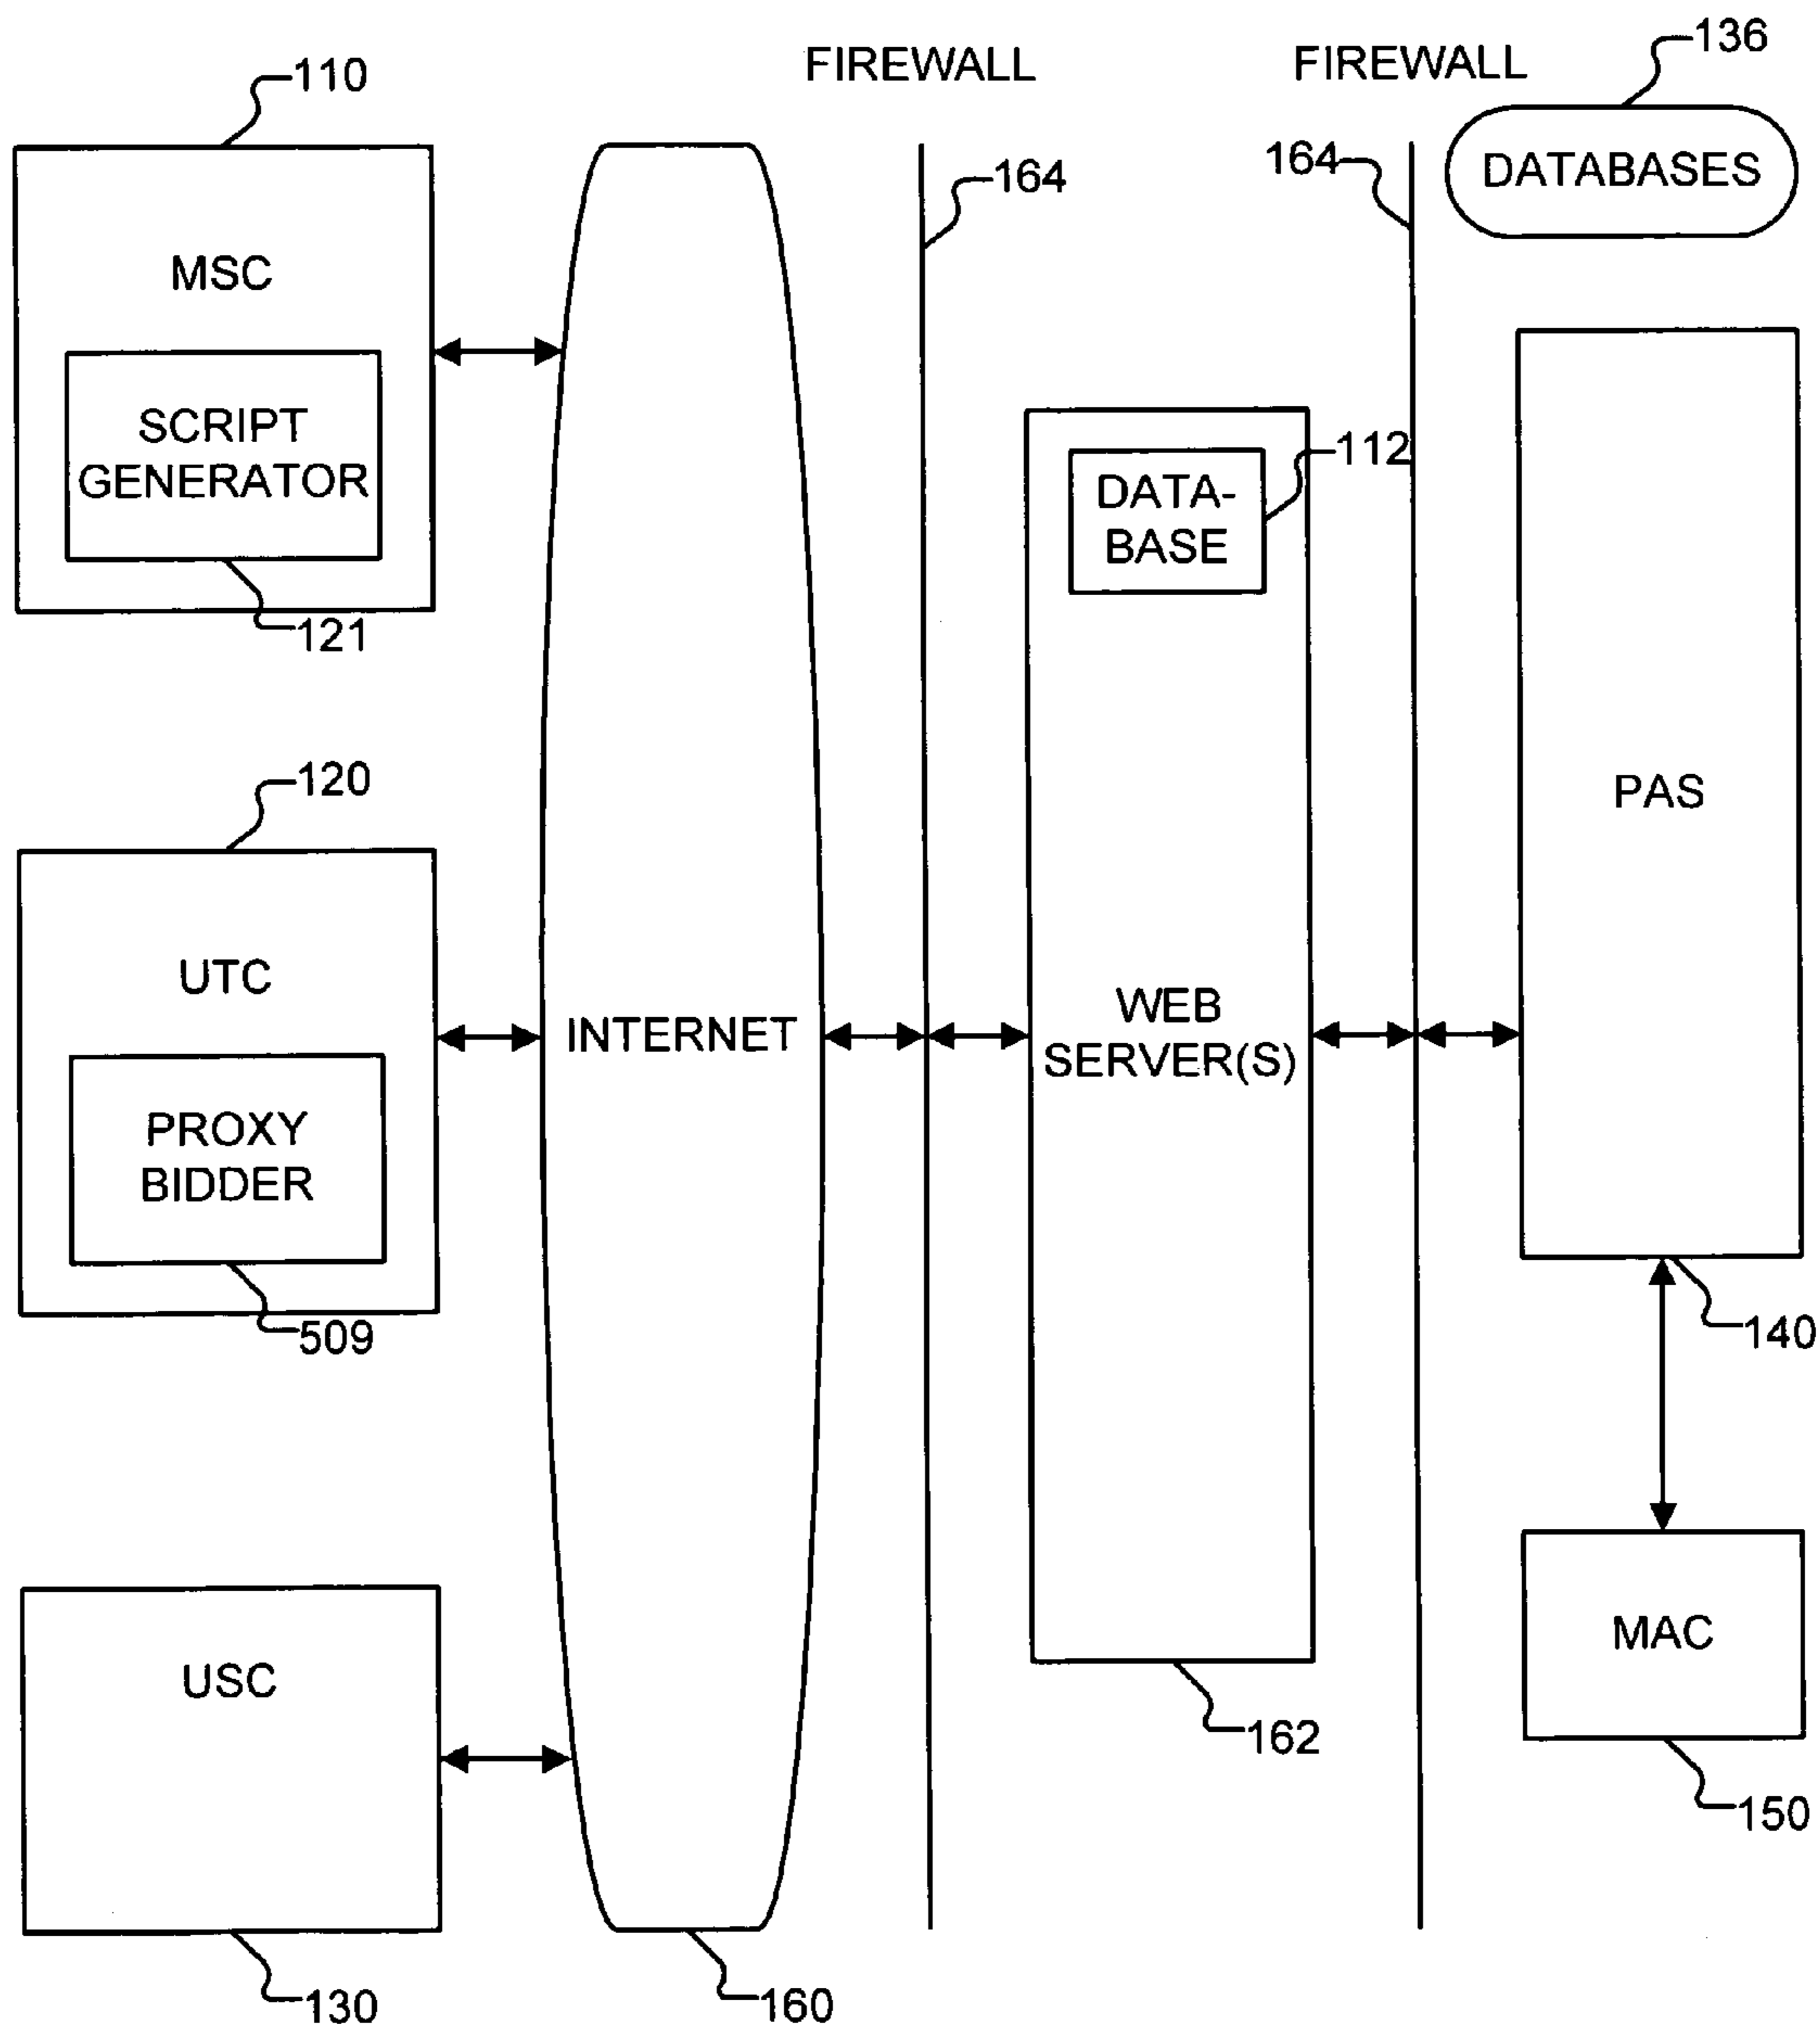 FIREWALL
FIREWALL
136
110
DATABASES
164
164
MSC
SCRIPT
GENERATOR
121
DATA-
BASE
112
120
PAS
UTC
INTERNET
WEB
SERVER(S)
PROXY
BIDDER
509
140
USC
MAC
162
150
130
160